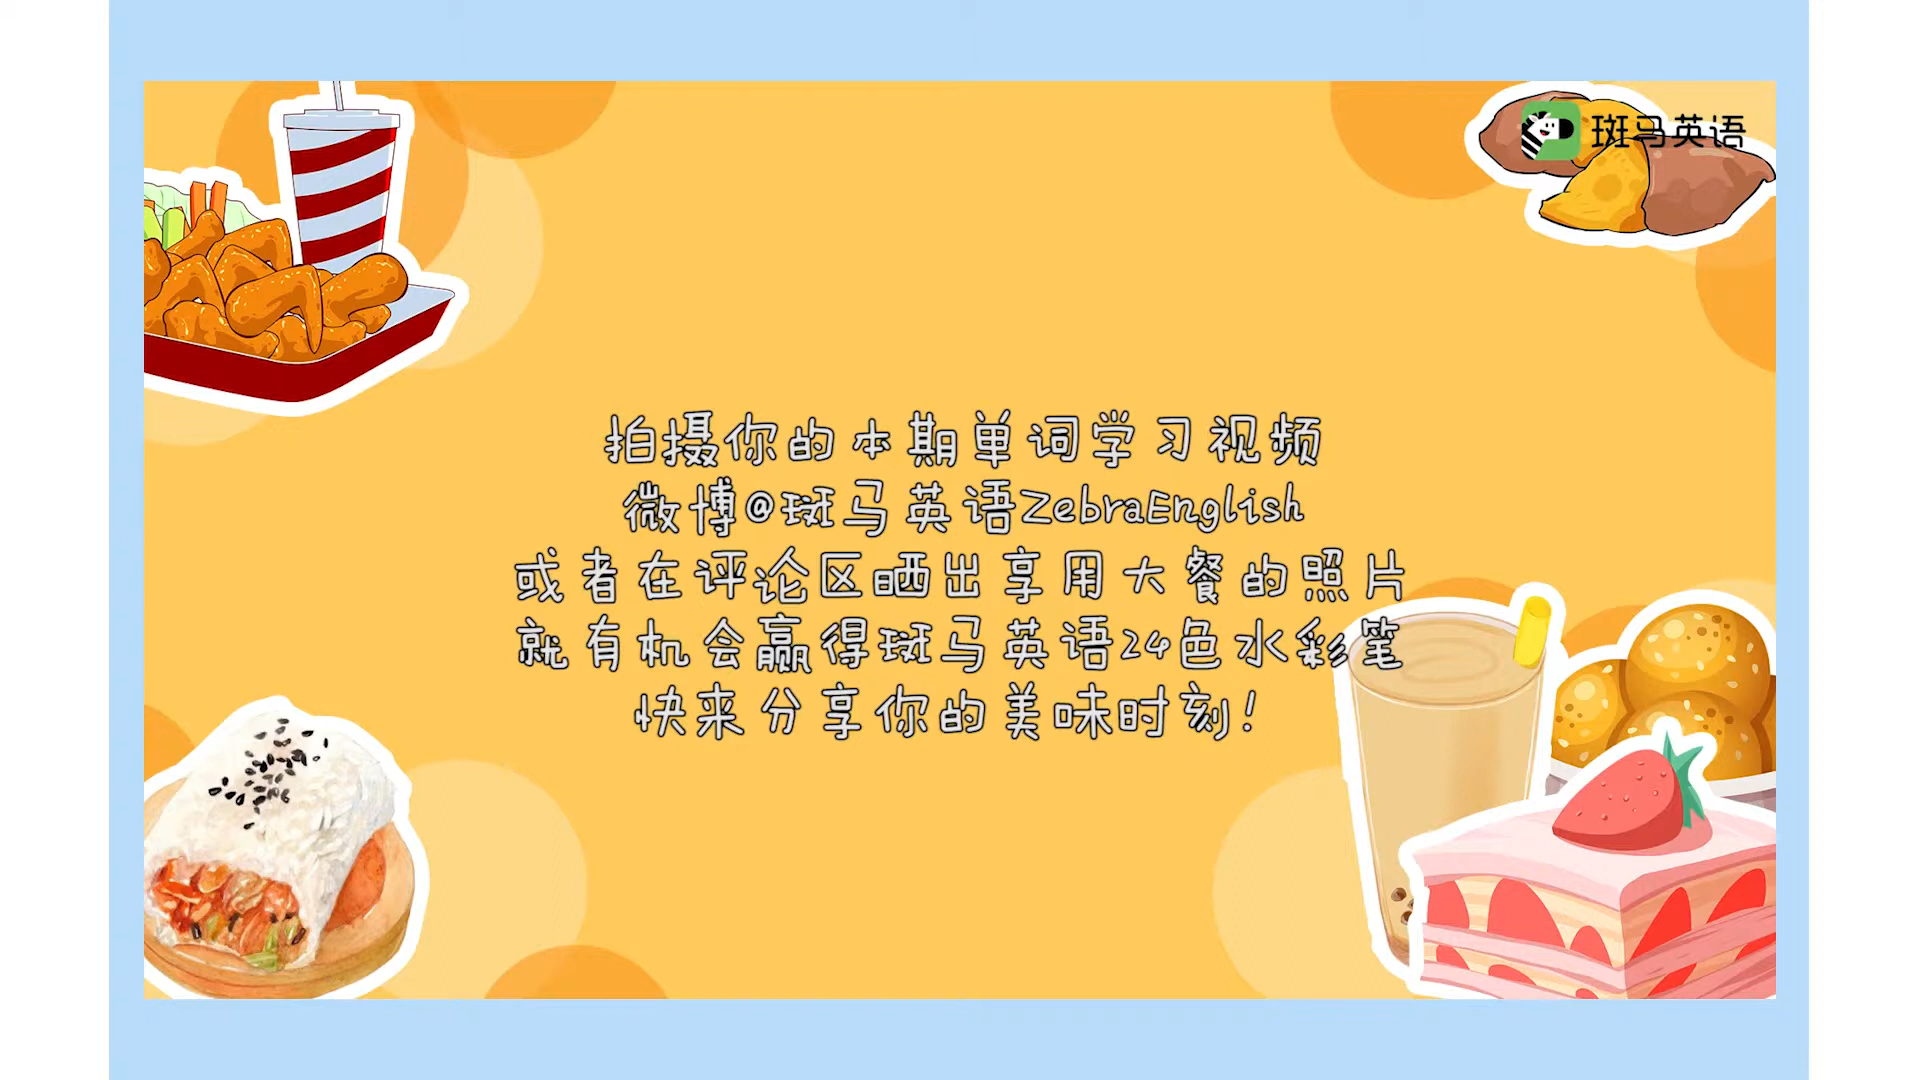 斑马英语
拍摄你的本期单词学习视频
微博@斑马英语ZebraEnglish
或者在评论区晒出享用大餐的照片
就有机会赢得斑马英语24色水彩笔
快来分享你的美味时刻!